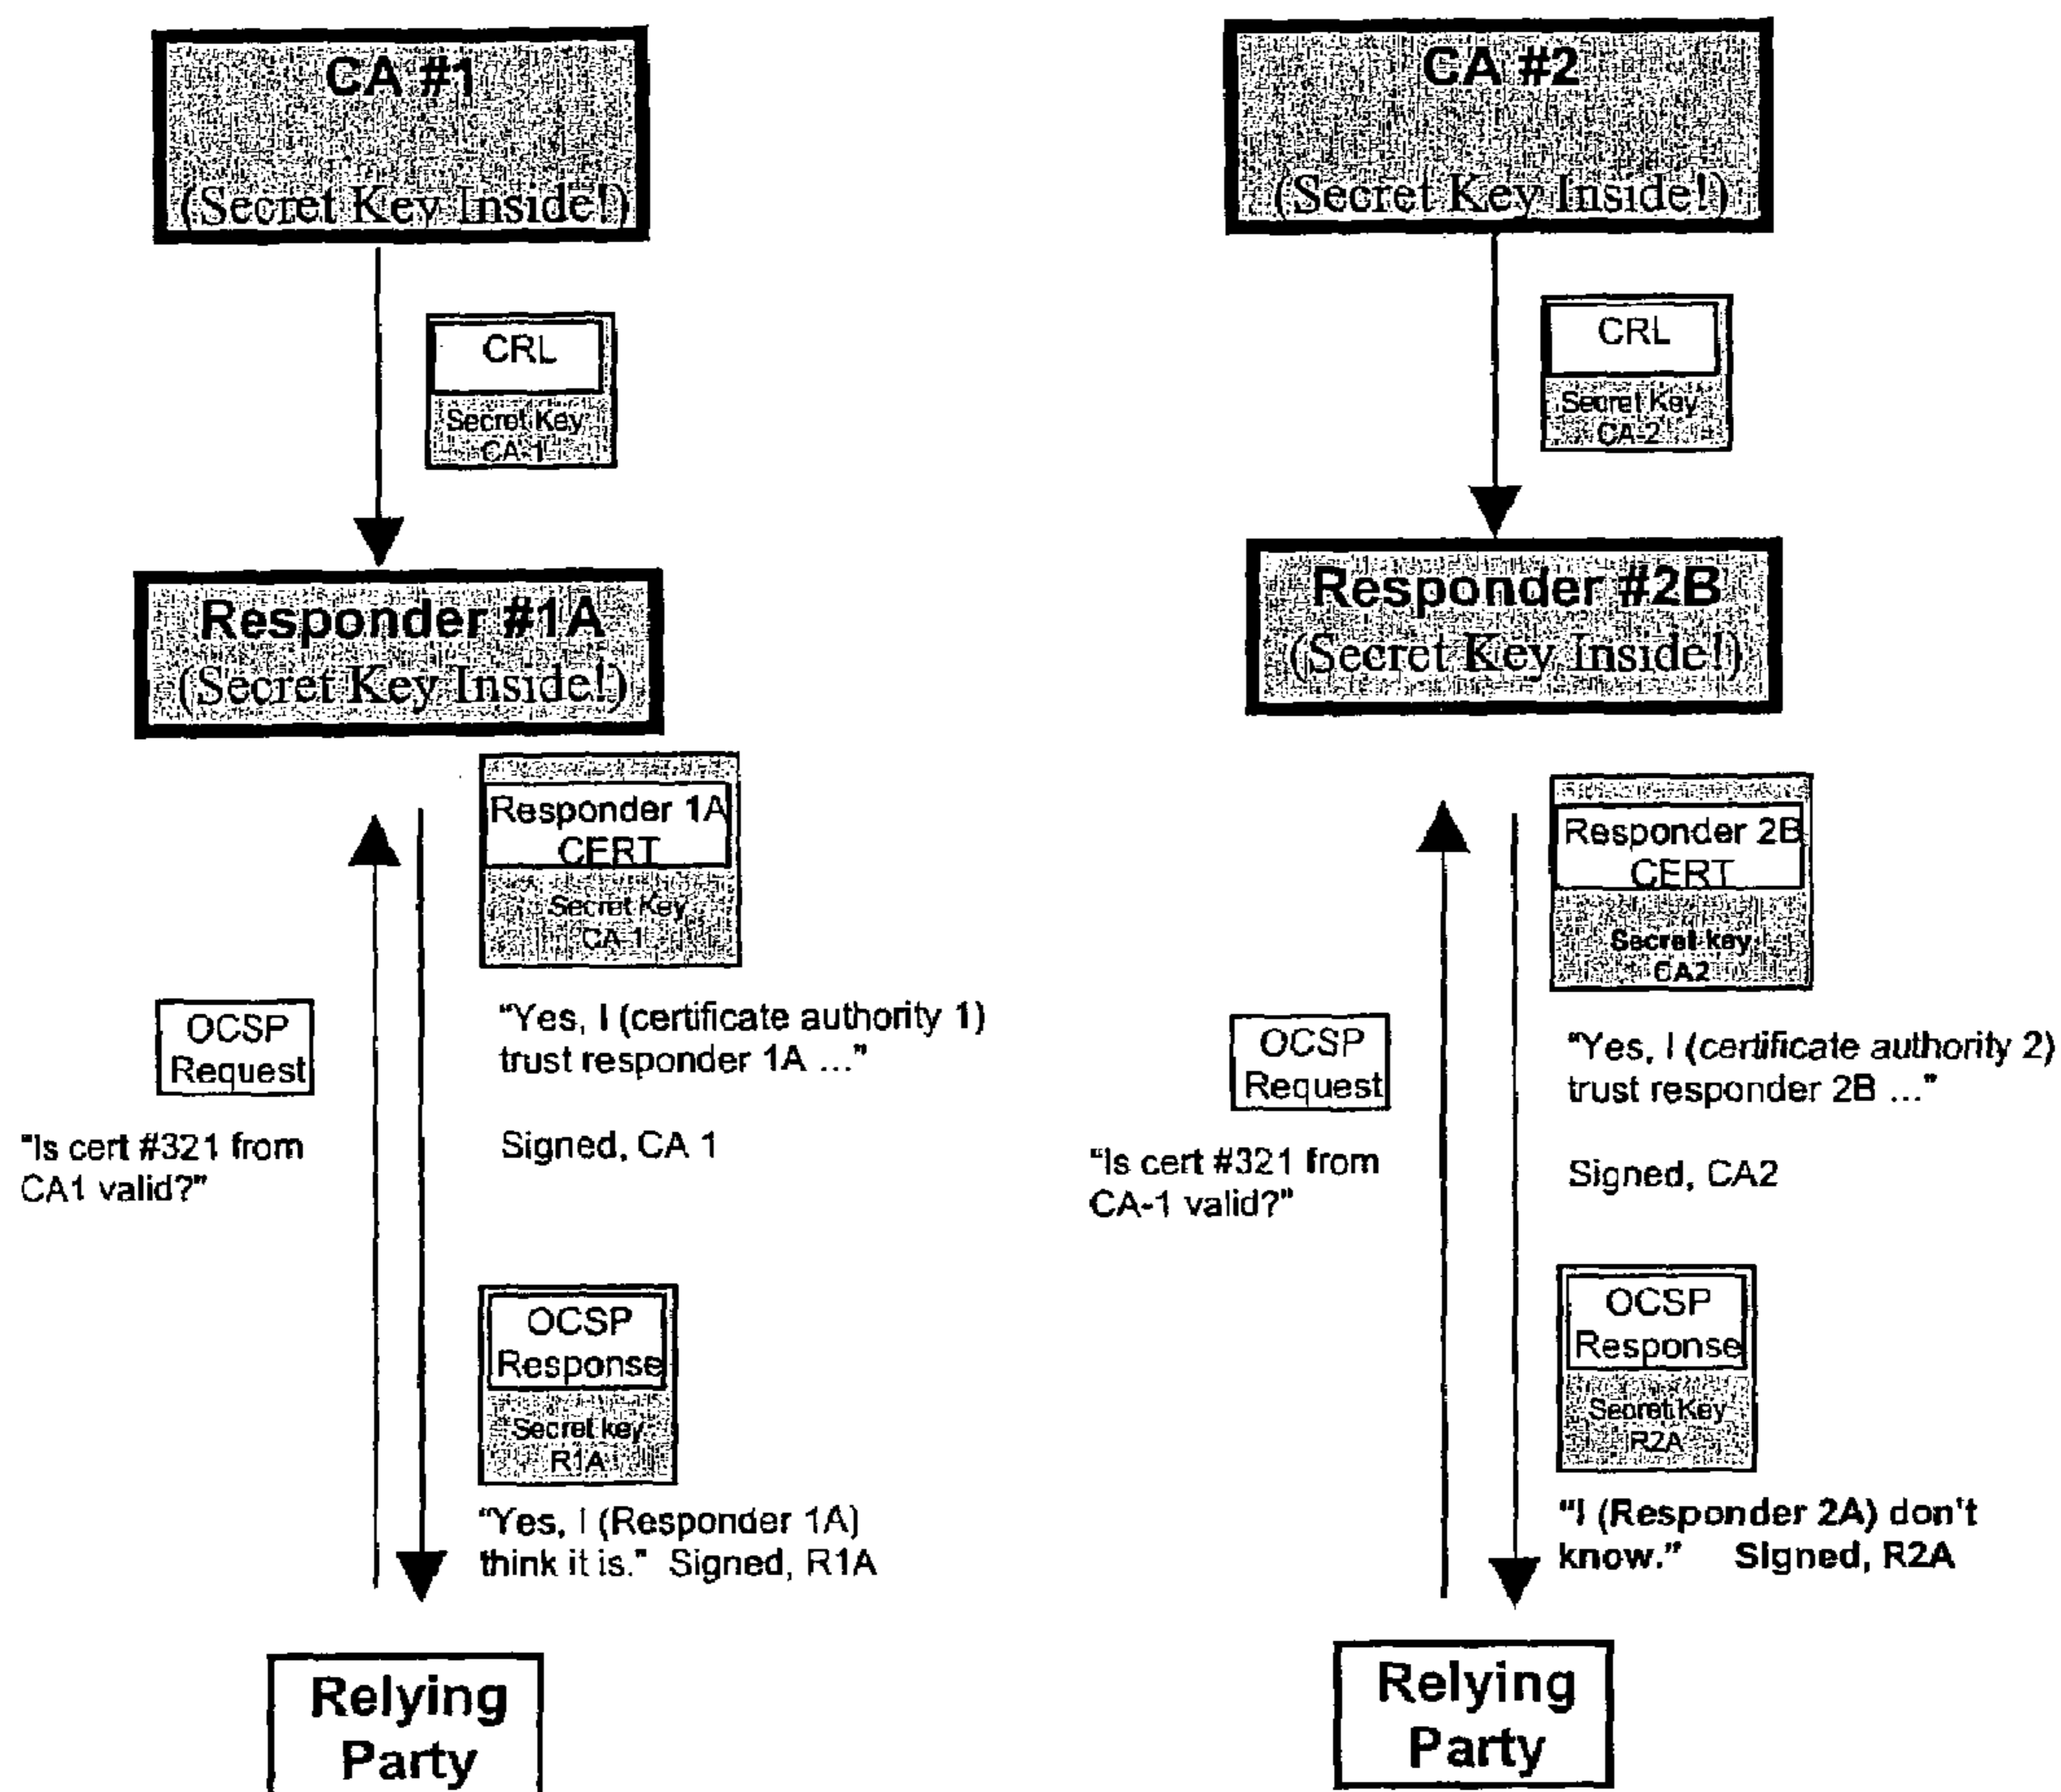 CA #1
(Secret Key Inside!)
CRL
Secret Key
CA-1
Responder #1A
(Secret Key Inside!)
Responder 1A
CERT
Secret Key
CA-1
OCSP
Request
"Is cert #321 from
CA1 valid?"
"Yes, I (certificate authority 1)
trust responder 1A ..."
Signed, CA 1
OCSP
Response
Secret key
R1A
"Yes, I (Responder 1A)
think it is." Signed, R1A
Relying
Party
CA #2
(Secret Key Inside!)
CRL
Secret Key
CA-2
Responder #2B
(Secret Key Inside!)
Responder 2B
CERT
Secret key
CA2
OCSP
Request
"Is cert #321 from
CA-1 valid?"
"Yes, I (certificate authority 2)
trust responder 2B ..."
Signed, CA2
OCSP
Response
Secret Key
R2A
"I (Responder 2A) don't
know." Signed, R2A
Relying
Party